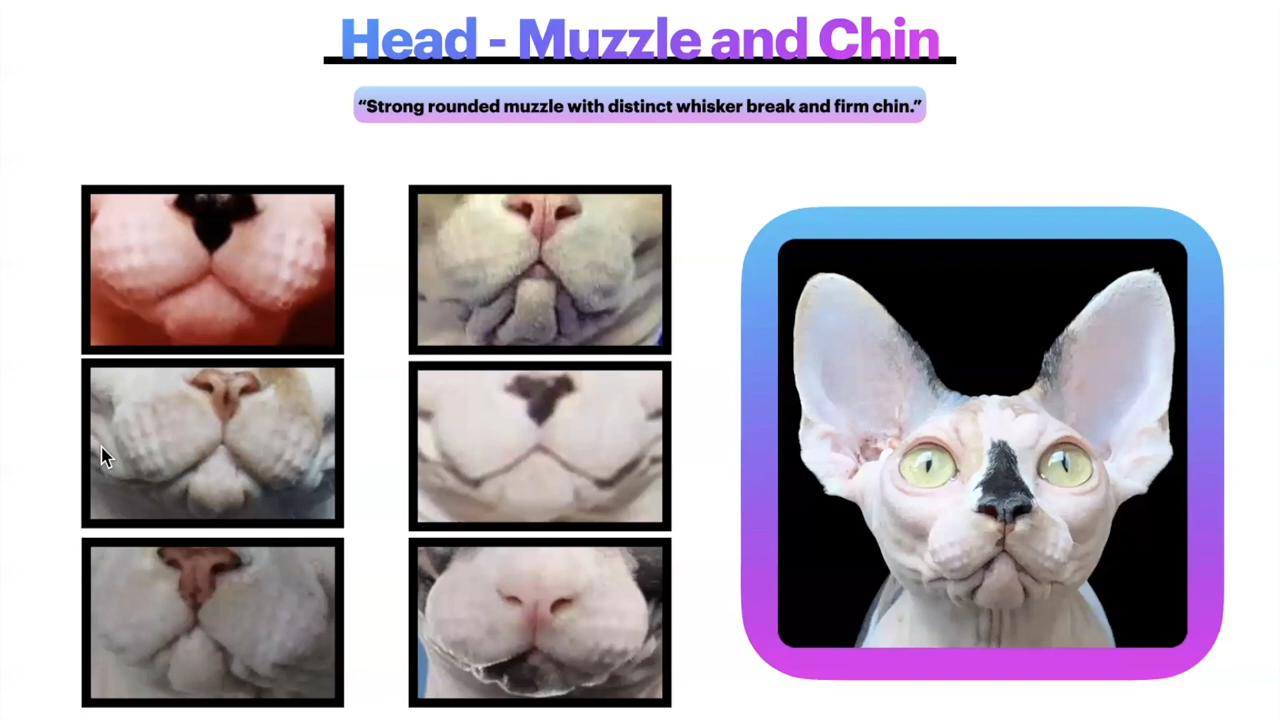 Head - Muzzle and Chin
“Strong rounded muzzle with distinct whisker break and firm chin.”